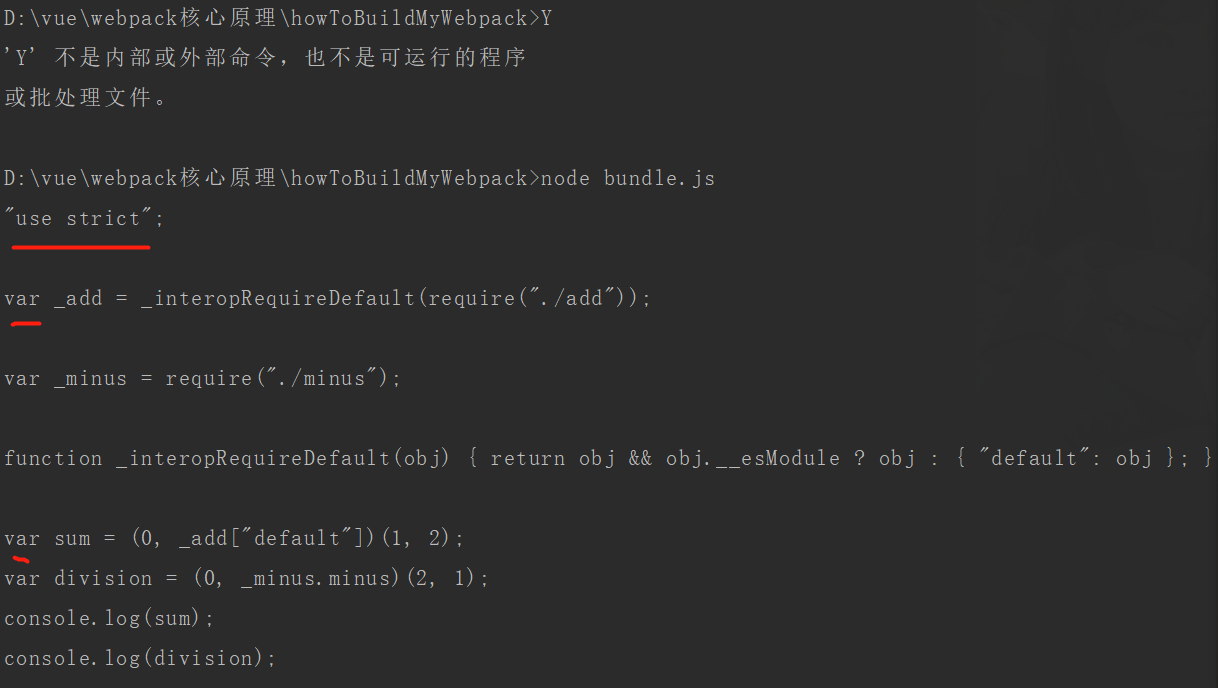 D:\vue\webpack核心原理\howToBuildMyWebpack>Y
'Y' 不是内部或外部命令，也不是可运行的程序
或批处理文件。
D:\vue\webpack核心原理\howToBuildMyWebpack>node bundle.js
"use strict";
var _add = _interopRequireDefault(require("./add"));
var _minus = require("./minus");
function _interopRequireDefault(obj) { return obj && obj.__esModule ? obj : { "default": obj }; }
var sum = (0, _add["default"])(1, 2);
var division = (0, _minus.minus)(2, 1);
console.log(sum);
console.log(division);